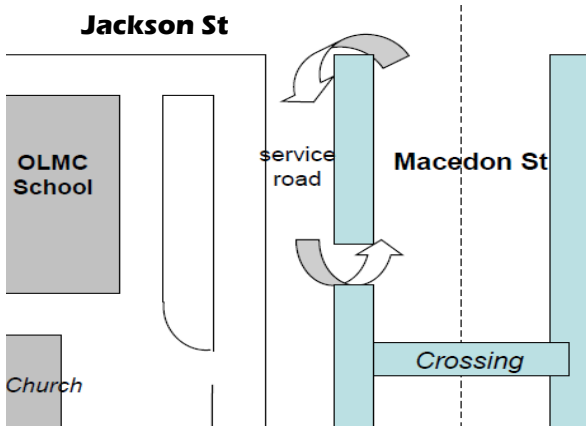 Jackson St
OLMC
School
service
road
Macedon St
Crossing
Church